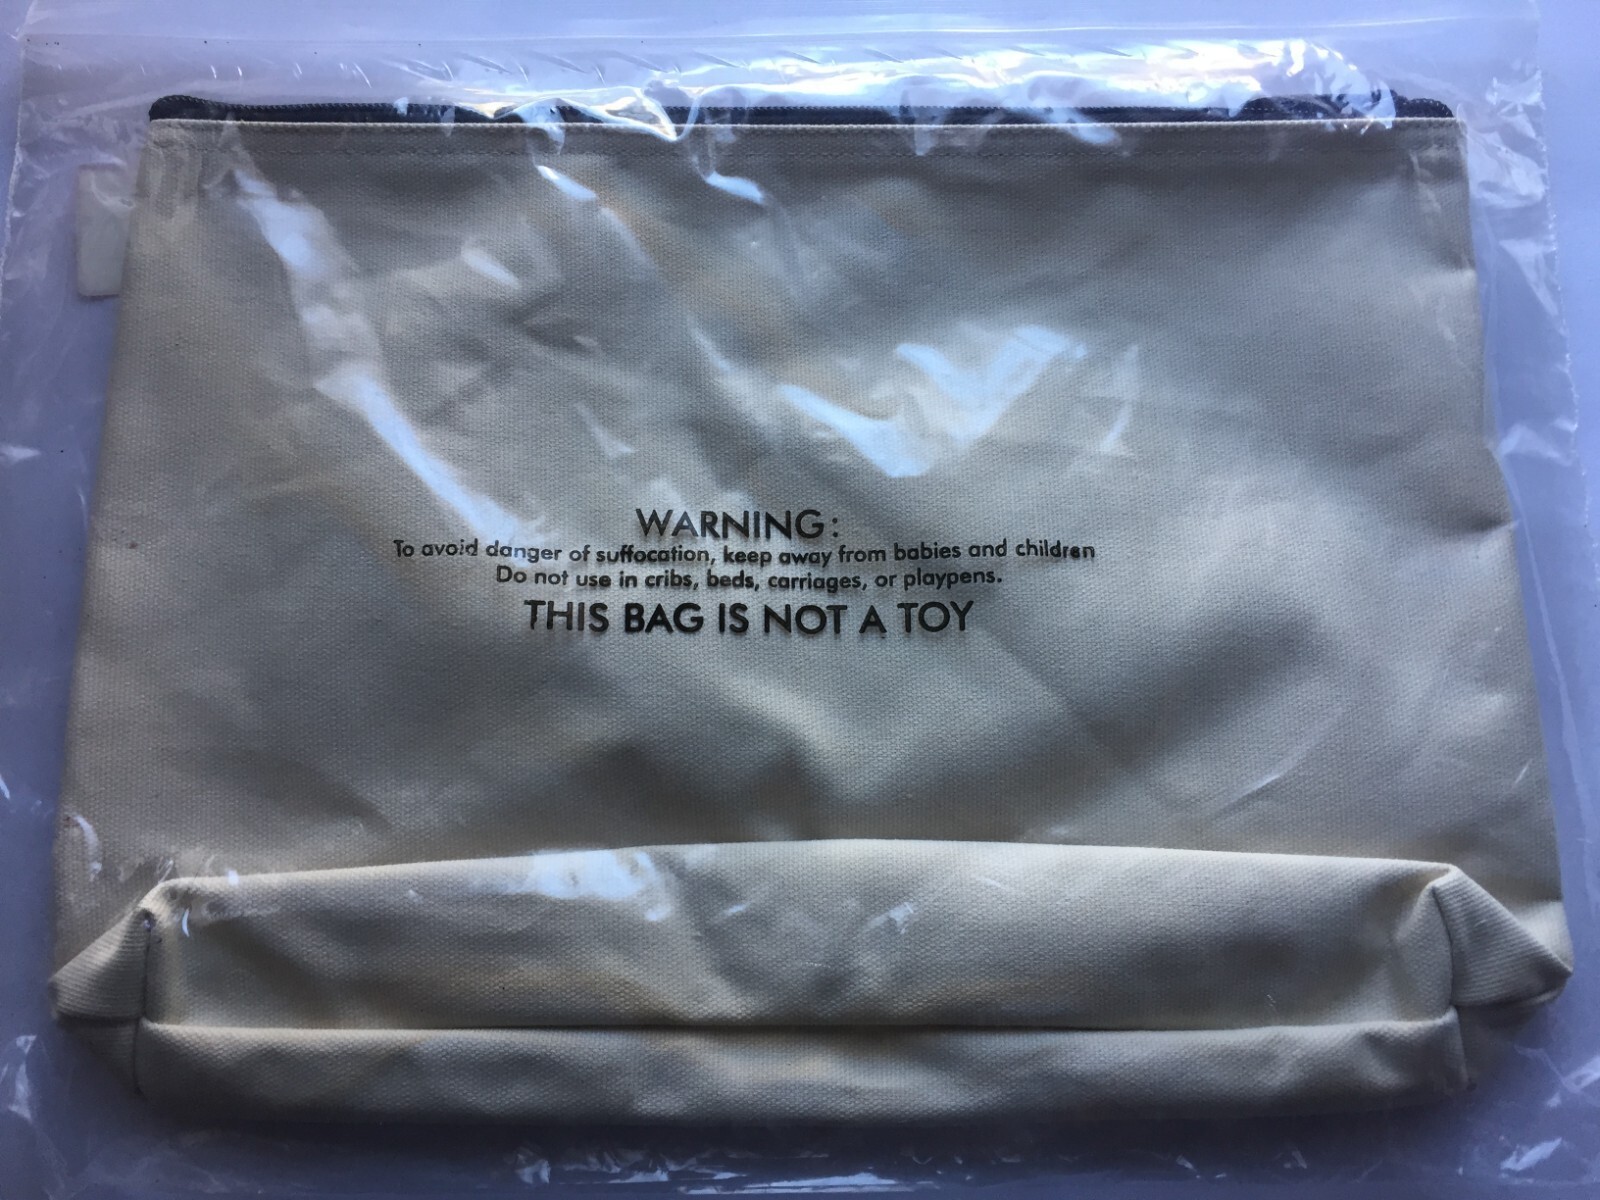 WARNING:
To avoid danger of suffocation, keep away from babies and children
Do not use in cribs, beds, carriages, or playpens.
THIS BAG IS NOT A TOY